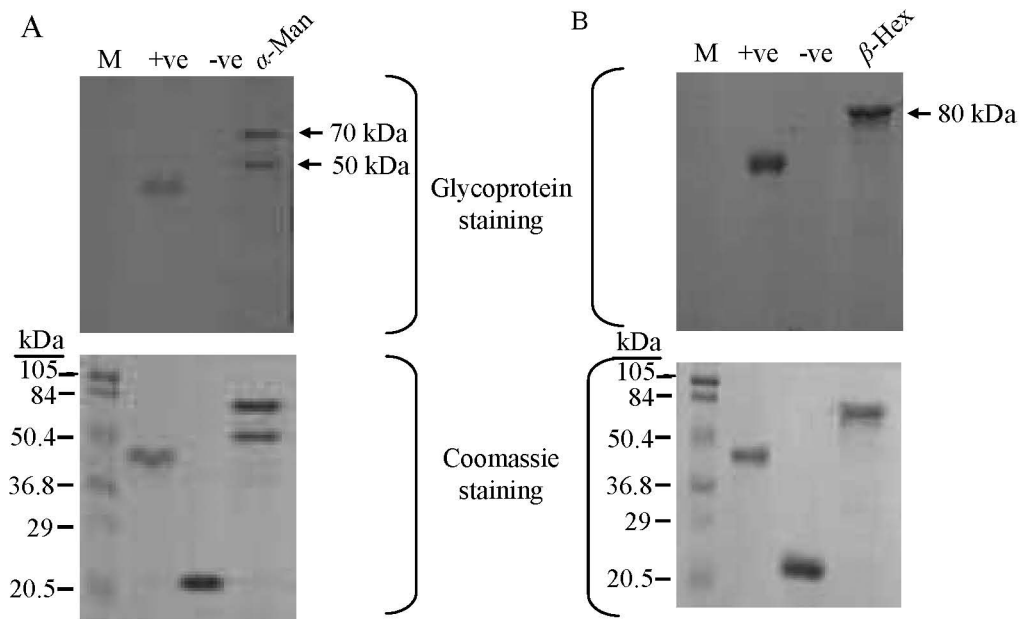 A
M +ve -ve α-Man
70 kDa
50 kDa
B
M +ve -ve β-Hex
80 kDa
Glycoprotein
staining
kDa
105
84
50.4
36.8
29
20.5
Coomassie
staining
kDa
105
84
50.4
36.8
29
20.5